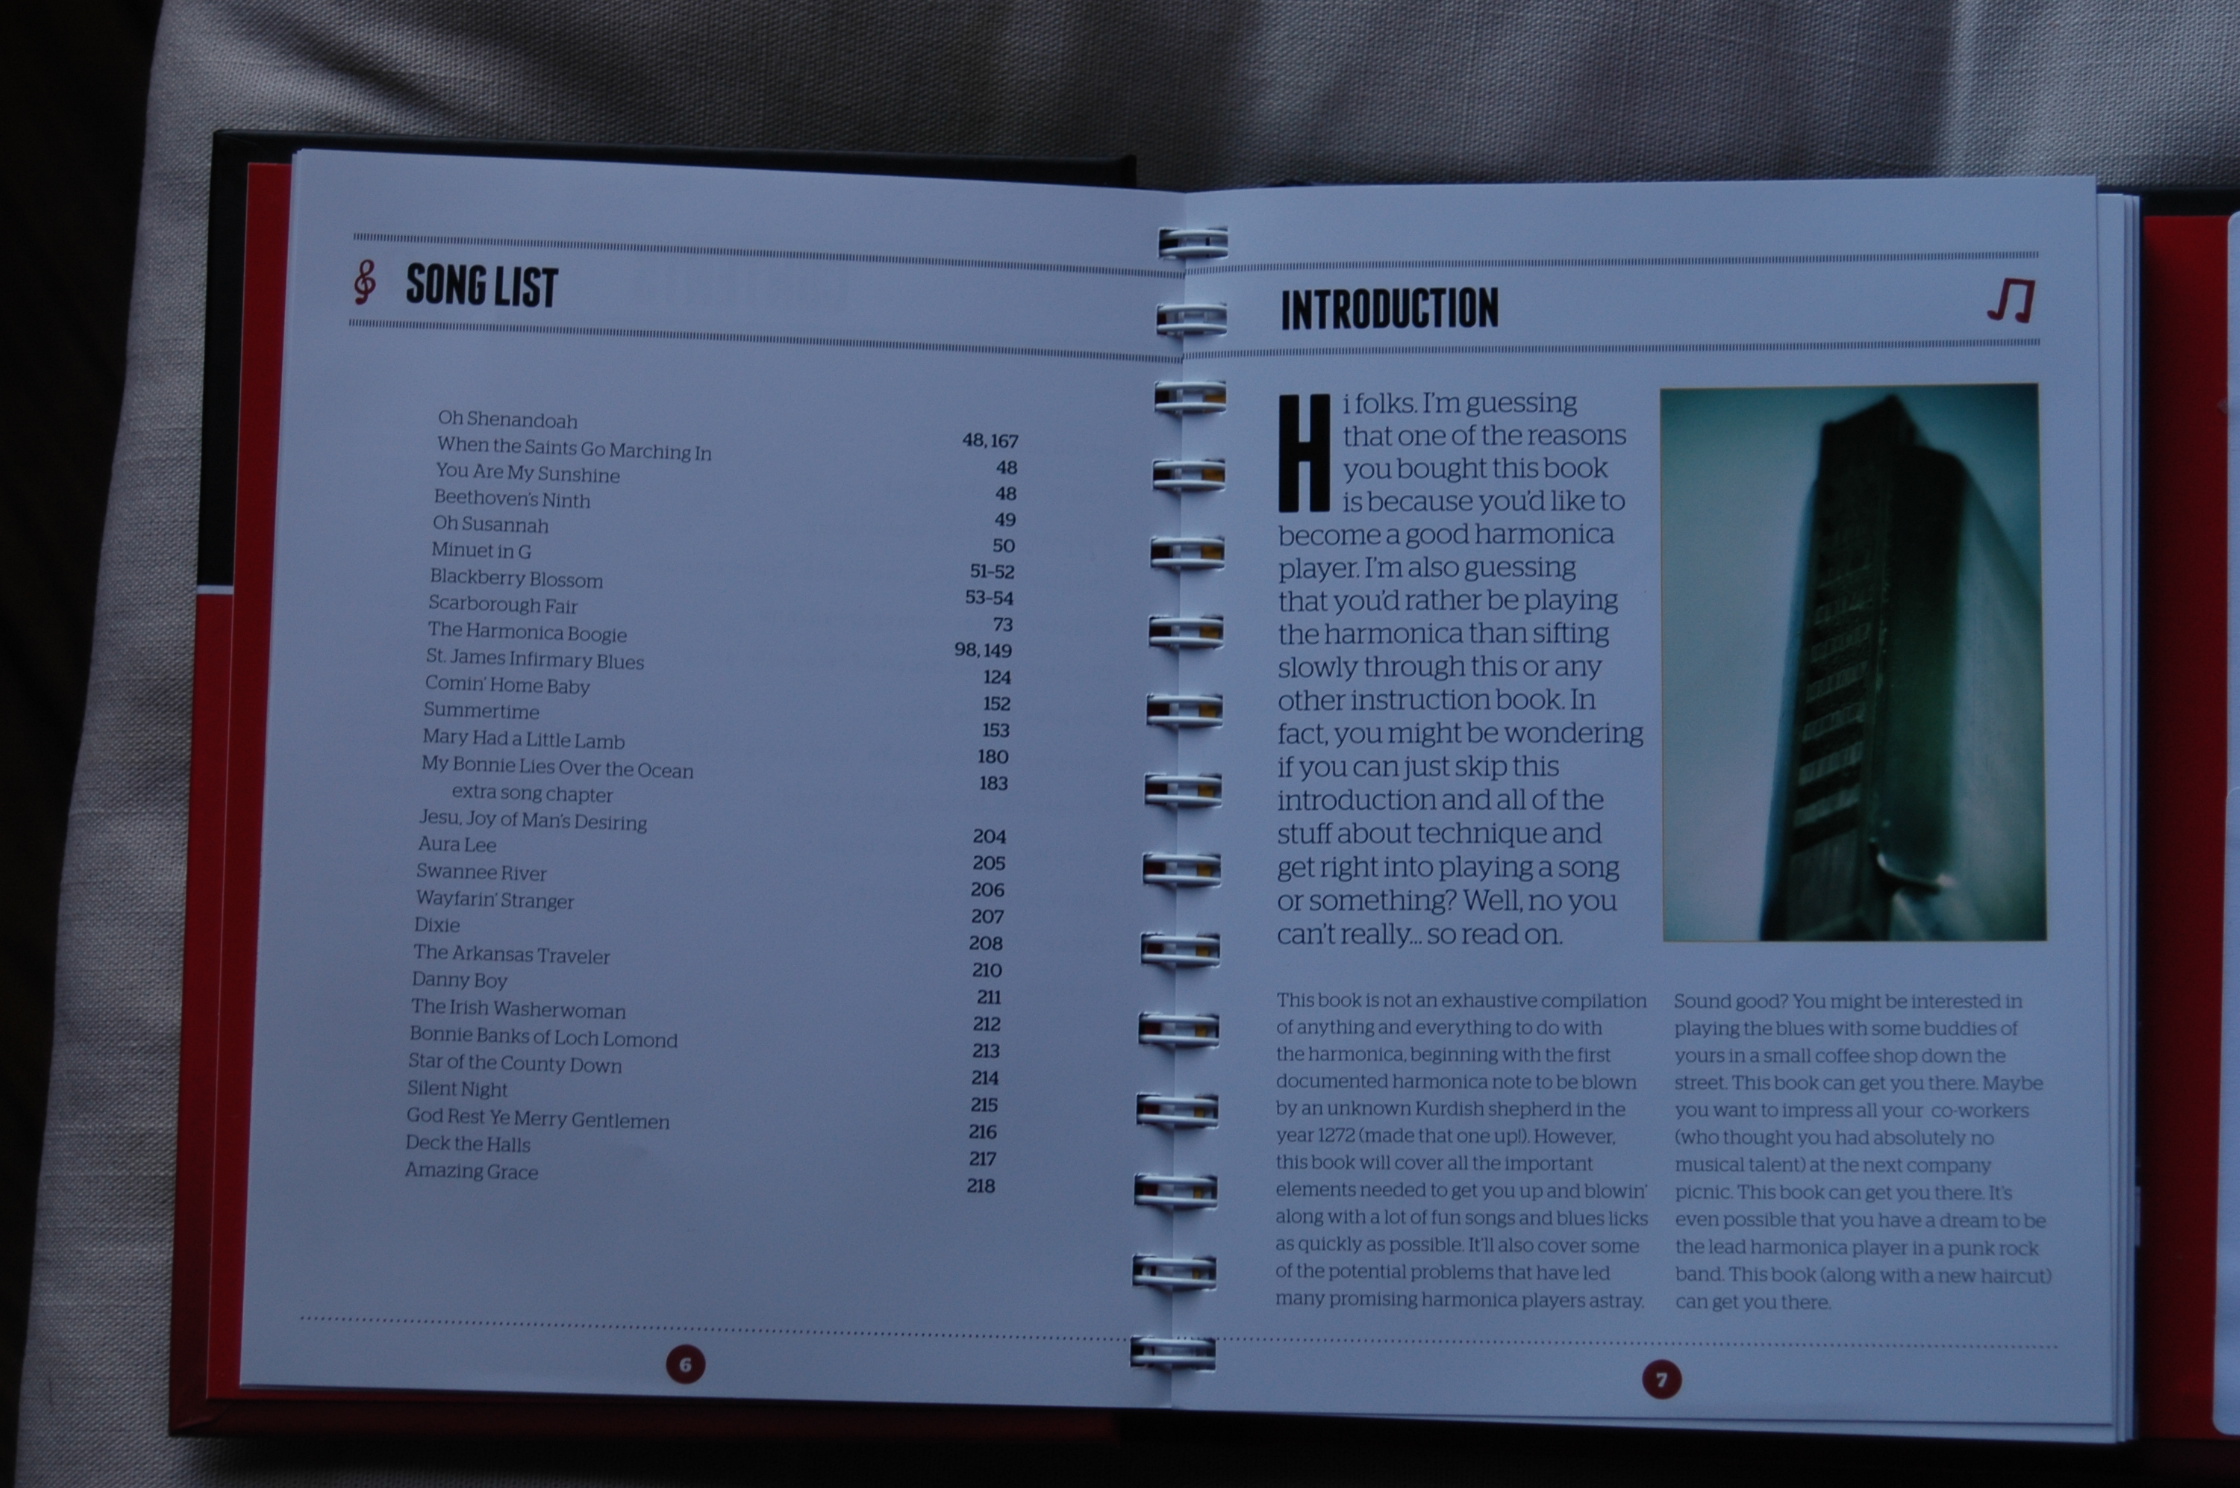 SONG LIST
Oh Shenandoah 48, 167
When the Saints Go Marching In 48
You Are My Sunshine 48
Beethoven's Ninth 49
Oh Susannah 50
Minuet in G 51–52
Blackberry Blossom 53–54
Scarborough Fair 73
The Harmonica Boogie 98, 149
St. James Infirmary Blues 124
Comin' Home Baby 152
Summertime 153
Mary Had a Little Lamb 180
My Bonnie Lies Over the Ocean 183
extra song chapter
Jesu, Joy of Man's Desiring 204
Aura Lee 205
Swannee River 206
Wayfarin' Stranger 207
Dixie 208
The Arkansas Traveler 210
Danny Boy 211
The Irish Washerwoman 212
Bonnie Banks of Loch Lomond 213
Star of the County Down 214
Silent Night 215
God Rest Ye Merry Gentlemen 216
Deck the Halls 217
Amazing Grace 218
6
INTRODUCTION
Hi folks. I'm guessing
that one of the reasons
you bought this book
is because you'd like to
become a good harmonica
player. I'm also guessing
that you'd rather be playing
the harmonica than sifting
slowly through this or any
other instruction book. In
fact, you might be wondering
if you can just skip this
introduction and all of the
stuff about technique and
get right into playing a song
or something? Well, no you
can't really... so read on.
This book is not an exhaustive compilation
of anything and everything to do with
the harmonica, beginning with the first
documented harmonica note to be blown
by an unknown Kurdish shepherd in the
year 1272 (made that one up!). However,
this book will cover all the important
elements needed to get you up and blowin'
along with a lot of fun songs and blues licks
as quickly as possible. It'll also cover some
of the potential problems that have led
many promising harmonica players astray.
Sound good? You might be interested in
playing the blues with some buddies of
yours in a small coffee shop down the
street. This book can get you there. Maybe
you want to impress all your co-workers
(who thought you had absolutely no
musical talent) at the next company
picnic. This book can get you there. It's
even possible that you have a dream to be
the lead harmonica player in a punk rock
band. This book (along with a new haircut)
can get you there.
7